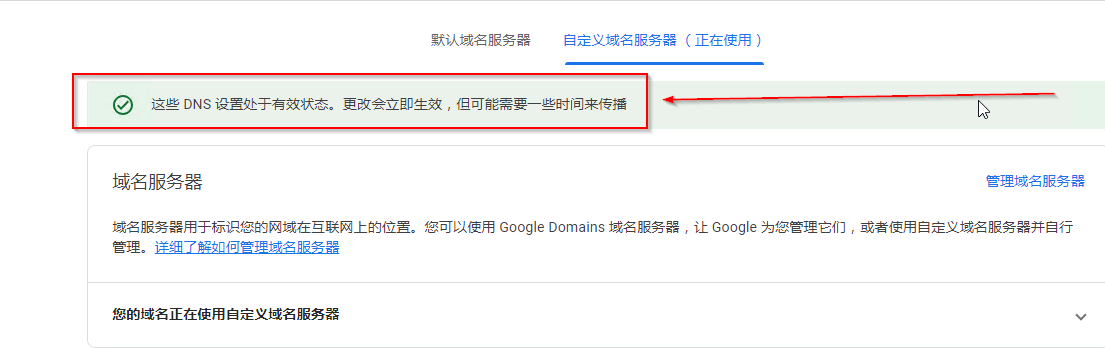 默认域名服务器 自定义域名服务器（正在使用）
这些 DNS 设置处于有效状态。更改会立即生效，但可能需要一些时间来传播
域名服务器 管理域名服务器
域名服务器用于标识您的网域在互联网上的位置。您可以使用 Google Domains 域名服务器，让 Google 为您管理它们，或者使用自定义域名服务器并自行
管理。详细了解如何管理域名服务器
您的域名正在使用自定义域名服务器